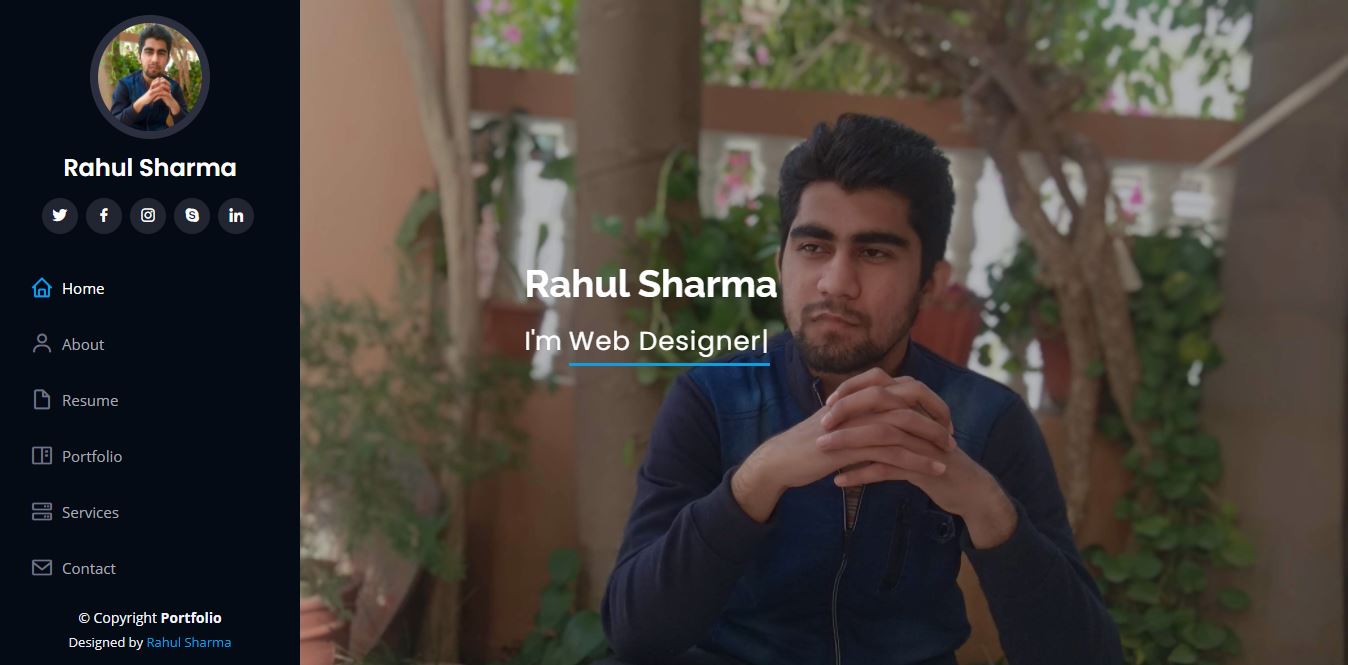 Rahul Sharma
Home
About
Resume
Portfolio
Services
Contact
© Copyright Portfolio
Designed by Rahul Sharma
Rahul Sharma
I'm Web Designer|